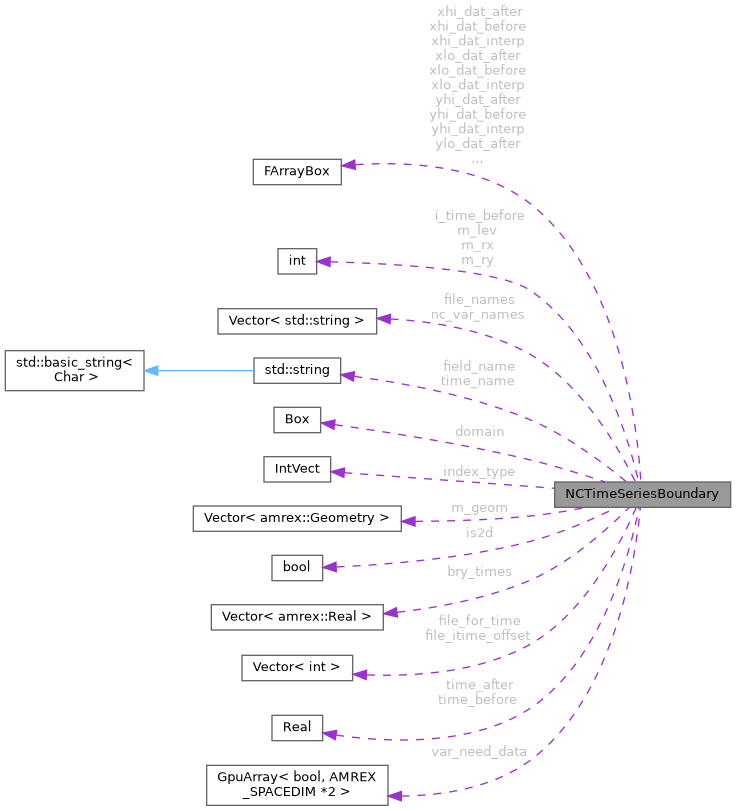 xhi_dat_after
xhi_dat_before
xhi_dat_interp
xlo_dat_after
xlo_dat_before
xlo_dat_interp
yhi_dat_after
yhi_dat_before
yhi_dat_interp
ylo_dat_after
...
FArrayBox
i_time_before
m_lev
m_rx
m_ry
int
file_names
nc_var_names
Vector< std::string >
std::basic_string<
Char >
std::string
field_name
time_name
Box
domain
IntVect
index_type
NCTimeSeriesBoundary
Vector< amrex::Geometry >
m_geom
is2d
bool
bry_times
Vector< amrex::Real >
file_for_time
file_itime_offset
Vector< int >
time_after
time_before
Real
var_need_data
GpuArray< bool, AMREX
_SPACEDIM *2 >